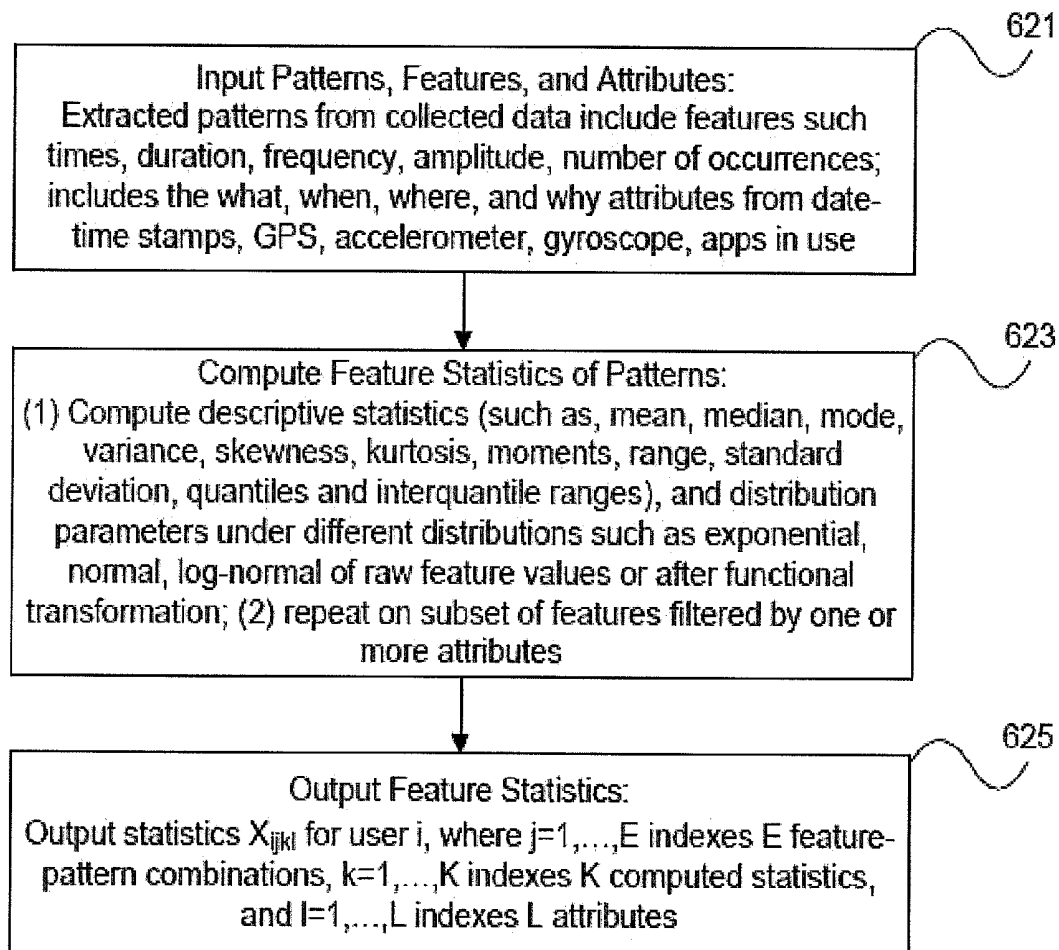 621
Input Patterns, Features, and Attributes:
Extracted patterns from collected data include features such
times, duration, frequency, amplitude, number of occurrences;
includes the what, when, where, and why attributes from date-
time stamps, GPS, accelerometer, gyroscope, apps in use
623
Compute Feature Statistics of Patterns:
(1) Compute descriptive statistics (such as, mean, median, mode,
variance, skewness, kurtosis, moments, range, standard
deviation, quantiles and interquantile ranges), and distribution
parameters under different distributions such as exponential,
normal, log-normal of raw feature values or after functional
transformation; (2) repeat on subset of features filtered by one or
more attributes
625
Output Feature Statistics:
Output statistics Xijkl for user i, where j=1,...,E indexes E feature-
pattern combinations, k=1,...,K indexes K computed statistics,
and l=1,...,L indexes L attributes